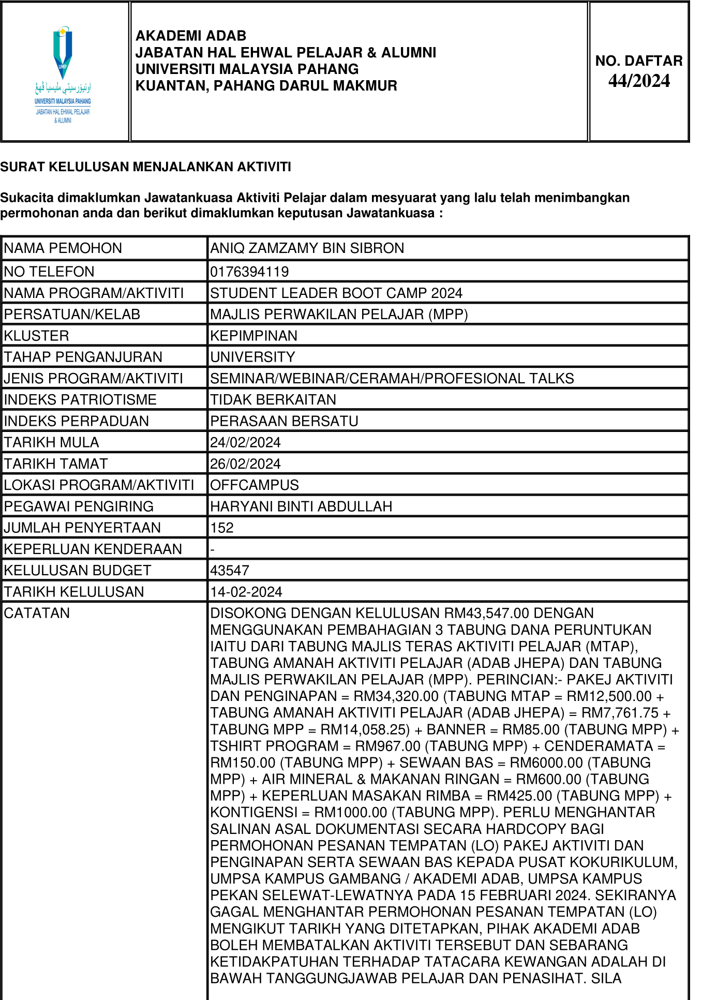 اونيۏرسيتي مليسيا ڤهڠ
UMP
UNIVERSITI MALAYSIA PAHANG
JABATAN HAL EHWAL PELAJAR
& ALUMNI
AKADEMI ADAB
JABATAN HAL EHWAL PELAJAR & ALUMNI
UNIVERSITI MALAYSIA PAHANG
KUANTAN, PAHANG DARUL MAKMUR
NO. DAFTAR
44/2024
SURAT KELULUSAN MENJALANKAN AKTIVITI
Sukacita dimaklumkan Jawatankuasa Aktiviti Pelajar dalam mesyuarat yang lalu telah menimbangkan
permohonan anda dan berikut dimaklumkan keputusan Jawatankuasa :
NAMA PEMOHON ANIQ ZAMZAMY BIN SIBRON
NO TELEFON 0176394119
NAMA PROGRAM/AKTIVITI STUDENT LEADER BOOT CAMP 2024
PERSATUAN/KELAB MAJLIS PERWAKILAN PELAJAR (MPP)
KLUSTER KEPIMPINAN
TAHAP PENGANJURAN UNIVERSITY
JENIS PROGRAM/AKTIVITI SEMINAR/WEBINAR/CERAMAH/PROFESIONAL TALKS
INDEKS PATRIOTISME TIDAK BERKAITAN
INDEKS PERPADUAN PERASAAN BERSATU
TARIKH MULA 24/02/2024
TARIKH TAMAT 26/02/2024
LOKASI PROGRAM/AKTIVITI OFFCAMPUS
PEGAWAI PENGIRING HARYANI BINTI ABDULLAH
JUMLAH PENYERTAAN 152
KEPERLUAN KENDERAAN -
KELULUSAN BUDGET 43547
TARIKH KELULUSAN 14-02-2024
CATATAN DISOKONG DENGAN KELULUSAN RM43,547.00 DENGAN
MENGGUNAKAN PEMBAHAGIAN 3 TABUNG DANA PERUNTUKAN
IAITU DARI TABUNG MAJLIS TERAS AKTIVITI PELAJAR (MTAP),
TABUNG AMANAH AKTIVITI PELAJAR (ADAB JHEPA) DAN TABUNG
MAJLIS PERWAKILAN PELAJAR (MPP). PERINCIAN:- PAKEJ AKTIVITI
DAN PENGINAPAN = RM34,320.00 (TABUNG MTAP = RM12,500.00 +
TABUNG AMANAH AKTIVITI PELAJAR (ADAB JHEPA) = RM7,761.75 +
TABUNG MPP = RM14,058.25) + BANNER = RM85.00 (TABUNG MPP) +
TSHIRT PROGRAM = RM967.00 (TABUNG MPP) + CENDERAMATA =
RM150.00 (TABUNG MPP) + SEWAAN BAS = RM6000.00 (TABUNG
MPP) + AIR MINERAL & MAKANAN RINGAN = RM600.00 (TABUNG
MPP) + KEPERLUAN MASAKAN RIMBA = RM425.00 (TABUNG MPP) +
KONTIGENSI = RM1000.00 (TABUNG MPP). PERLU MENGHANTAR
SALINAN ASAL DOKUMENTASI SECARA HARDCOPY BAGI
PERMOHONAN PESANAN TEMPATAN (LO) PAKEJ AKTIVITI DAN
PENGINAPAN SERTA SEWAAN BAS KEPADA PUSAT KOKURIKULUM,
UMPSA KAMPUS GAMBANG / AKADEMI ADAB, UMPSA KAMPUS
PEKAN SELEWAT-LEWATNYA PADA 15 FEBRUARI 2024. SEKIRANYA
GAGAL MENGHANTAR PERMOHONAN PESANAN TEMPATAN (LO)
MENGIKUT TARIKH YANG DITETAPKAN, PIHAK AKADEMI ADAB
BOLEH MEMBATALKAN AKTIVITI TERSEBUT DAN SEBARANG
KETIDAKPATUHAN TERHADAP TATACARA KEWANGAN ADALAH DI
BAWAH TANGGUNGJAWAB PELAJAR DAN PENASIHAT. SILA